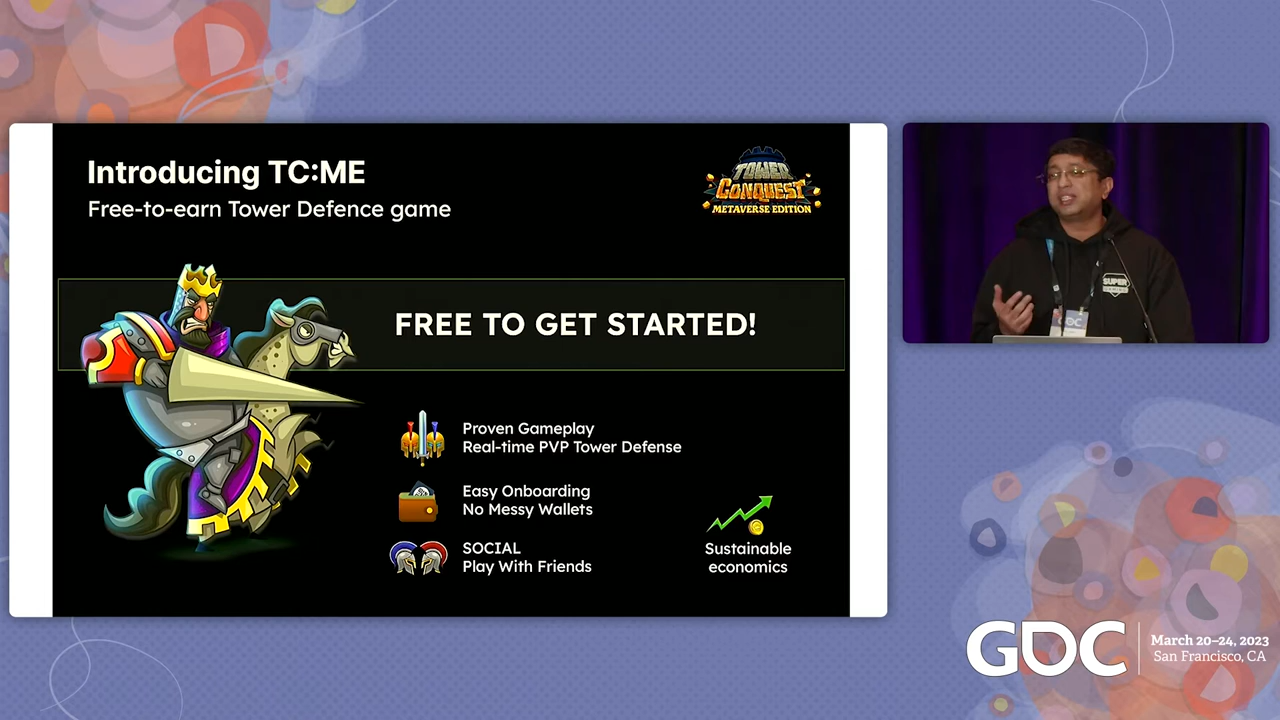 Introducing TC:ME
Free-to-earn Tower Defence game
TOWER
CONQUEST
METAVERSE EDITION
FREE TO GET STARTED!
Proven Gameplay
Real-time PVP Tower Defense
Easy Onboarding
No Messy Wallets
SOCIAL
Play With Friends
Sustainable
economics
SUPER
GDC
GDC
March 20–24, 2023
San Francisco, CA